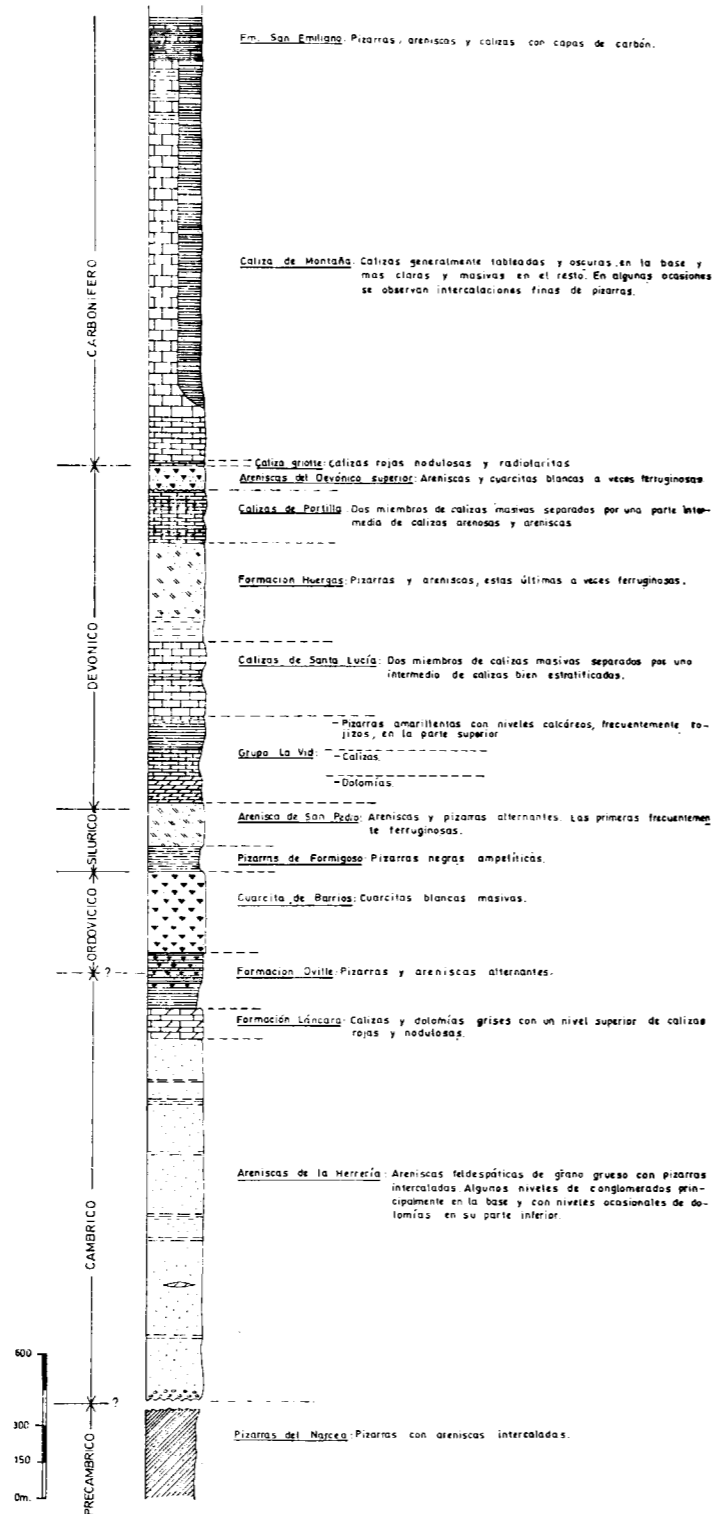 Fm. San Emiliano. Pizarras, areniscas y calizas con capas de carbón.
CARBONIFERO
Caliza de Montaña. Calizas generalmente tableadas y oscuras en la base y
mas claras y masivas en el resto. En algunas ocasiones
se observan intercalaciones finas de pizarras.
Caliza griotte: Calizas rojas nodulosas y radiolaritas
Areniscas del Devónico superior: Areniscas y cuarcitas blancas a veces ferruginosas
Calizas de Portilla. Dos miembros de calizas masivas separados por una parte inter-
media de calizas arenosas y areniscas
Formacion Huergas: Pizarras y areniscas, estas últimas a veces ferruginosas.
DEVONICO
Calizas de Santa Lucía: Dos miembros de calizas masivas separados por uno
intermedio de calizas bien estratificadas.
-Pizarras amarillentas con niveles calcáreos, frecuentemente ro-
jizos, en la parte superior
Grupo La Vid:
-Calizas.
-Dolomías.
SILURICO
Arenisca de San Pedro: Areniscas y pizarras alternantes. Las primeras frecuentemen
te ferruginosas.
Pizarras de Formigoso: Pizarras negras ampelíticas.
ORDOVICICO
Cuarcita de Barrios: Cuarcitas blancas masivas.
?
Formacion Oville: Pizarras y areniscas alternantes.
Formación Láncara: Calizas y dolomías grises con un nivel superior de calizas
rojas y nodulosas.
CAMBRICO
Areniscas de la Herrería: Areniscas feldespáticas de grano grueso con pizarras
intercaladas. Algunos niveles de conglomerados prin-
cipalmente en la base y con niveles ocasionales de do-
lomías en su parte inferior.
600
300
150
0m.
?
PRECAMBRICO
Pizarras del Narcea: Pizarras con areniscas intercaladas.